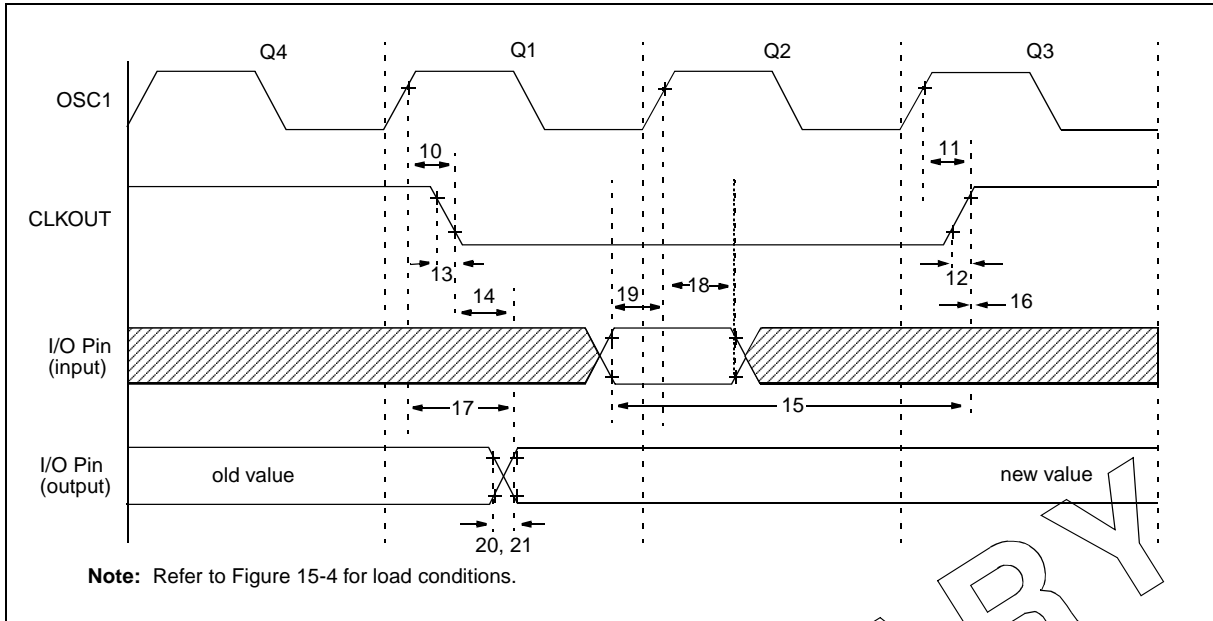 Q4 Q1 Q2 Q3
OSC1
10 11
CLKOUT
13 12
14 19 18 16
I/O Pin
(input)
17 15
I/O Pin
(output)
old value new value
20, 21
Note: Refer to Figure 15-4 for load conditions.